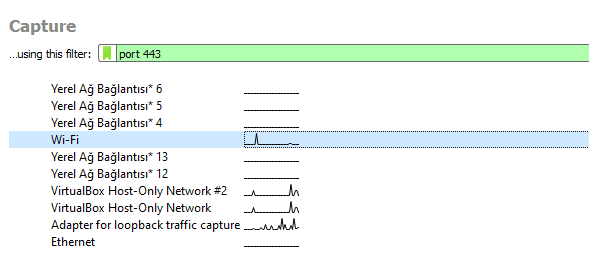 Capture
...using this filter: port 443
Yerel Ağ Bağlantısı* 6
Yerel Ağ Bağlantısı* 5
Yerel Ağ Bağlantısı* 4
Wi-Fi
Yerel Ağ Bağlantısı* 13
Yerel Ağ Bağlantısı* 12
VirtualBox Host-Only Network #2
VirtualBox Host-Only Network
Adapter for loopback traffic capture
Ethernet